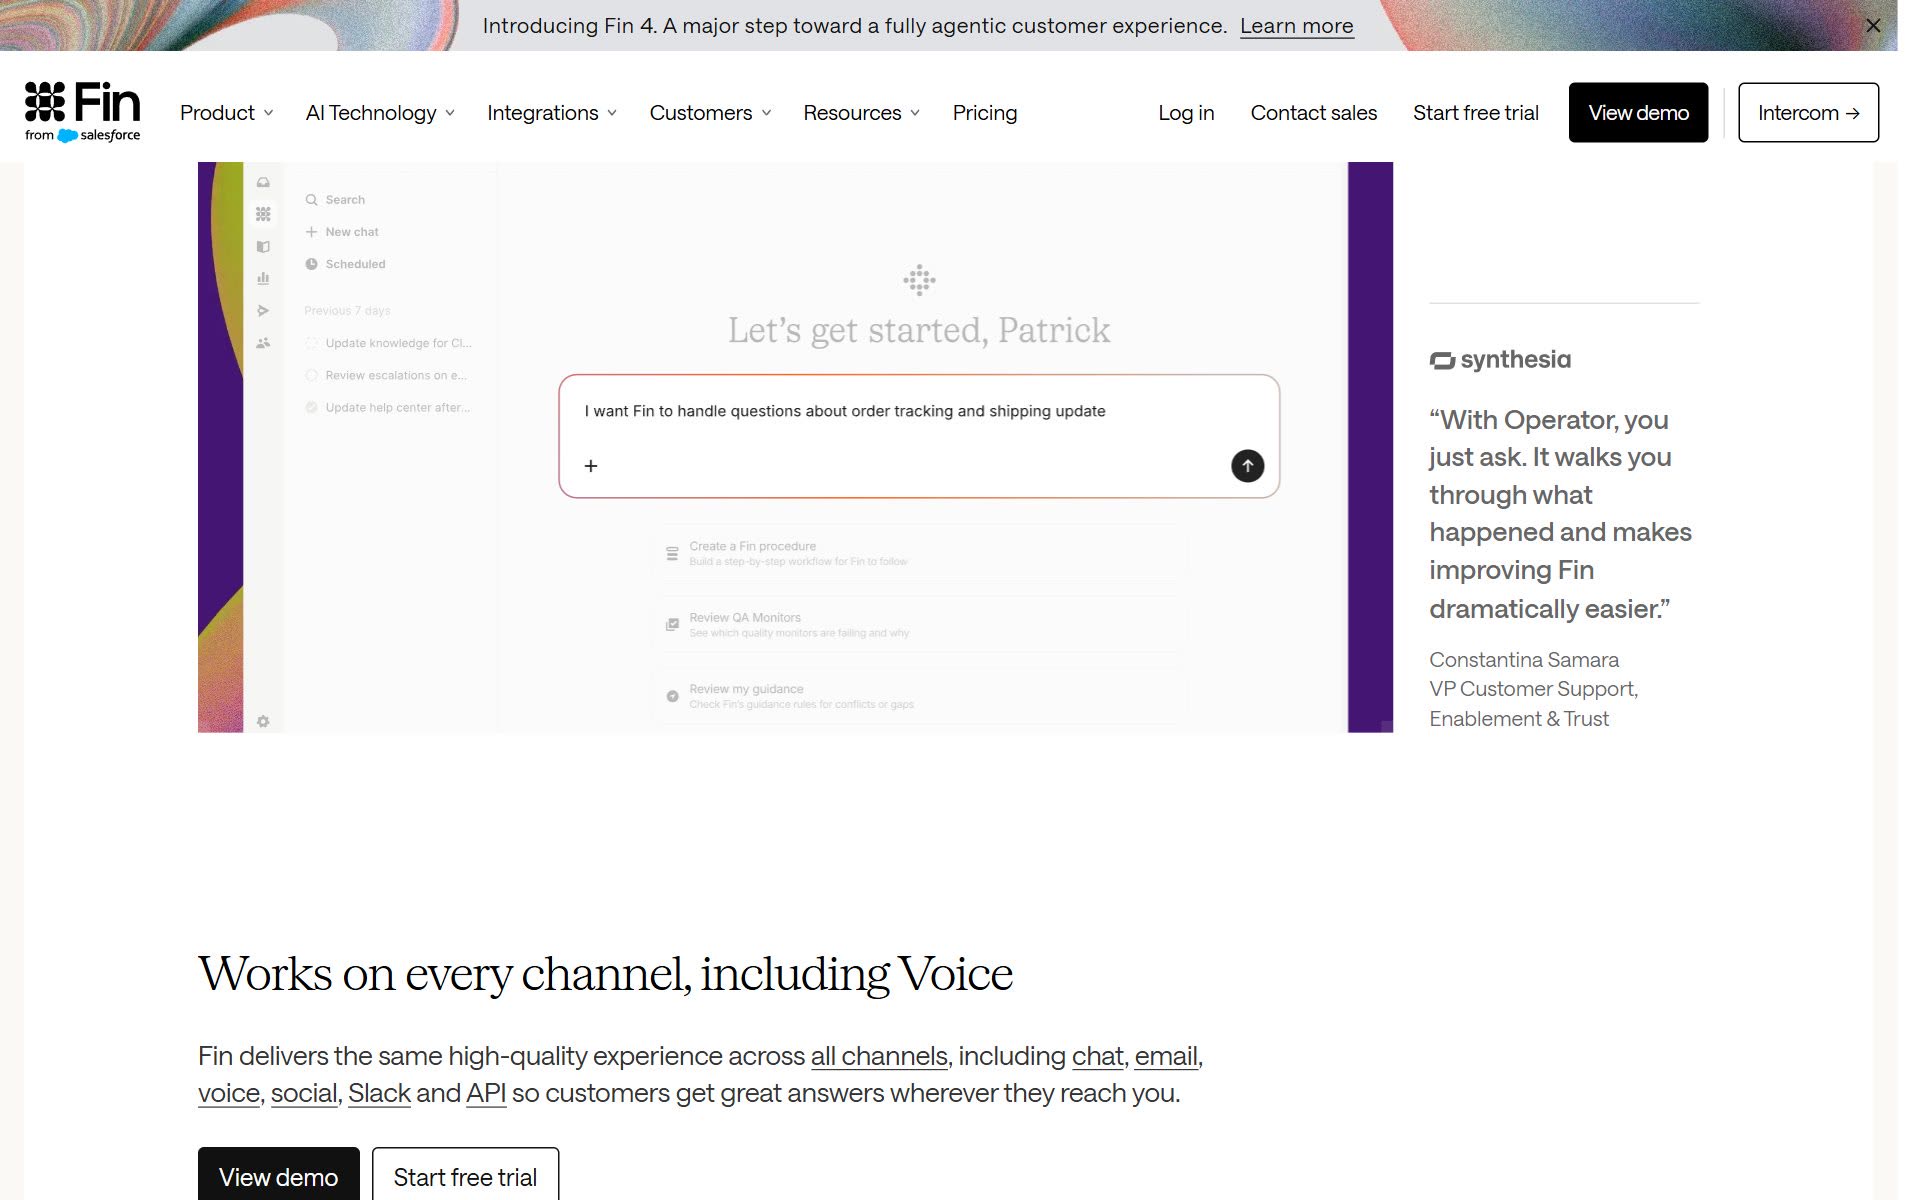 Introducing Fin 4. A major step toward a fully agentic customer experience. Learn more
Fin
from salesforce
Product
AI Technology
Integrations
Customers
Resources
Pricing
Log in
Contact sales
Start free trial
View demo
Intercom →
Search
New chat
Scheduled
Previous 7 days
Update knowledge for Cl...
Review escalations on e...
Update help center after...
Let's get started, Patrick
I want Fin to handle questions about order tracking and shipping update
Create a Fin procedure
Build a step-by-step workflow for Fin to follow
Review QA Monitors
See which quality monitors are failing and why
Review my guidance
Check Fin's guidance rules for conflicts or gaps
synthesia
“With Operator, you
just ask. It walks you
through what
happened and makes
improving Fin
dramatically easier.”
Constantina Samara
VP Customer Support,
Enablement & Trust
Works on every channel, including Voice
Fin delivers the same high-quality experience across all channels, including chat, email,
voice, social, Slack and API so customers get great answers wherever they reach you.
View demo
Start free trial